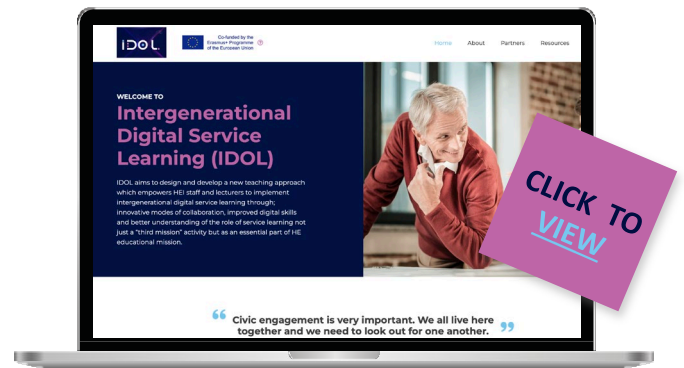 IDOL
Co-funded by the
Erasmus+ Programme
of the European Union
Home About Partners Resources
WELCOME TO
Intergenerational
Digital Service
Learning (IDOL)
IDOL aims to design and develop a new teaching approach
which empowers HEI staff and lecturers to implement
intergenerational digital service learning through;
innovative modes of collaboration, improved digital skills
and better understanding of the role of service learning not
just a “third mission” activity but as an essential part of HE
educational mission.
CLICK TO
VIEW
“ Civic engagement is very important. We all live here
together and we need to look out for one another. ”